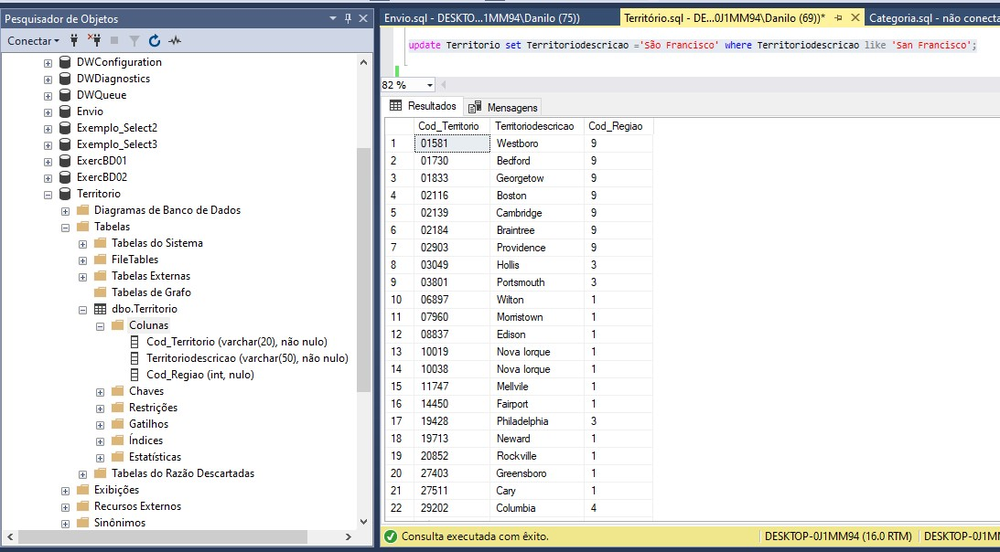 Pesquisador de Objetos
Conectar
DWConfiguration
DWDiagnostics
DWQueue
Envio
Exemplo_Select2
Exemplo_Select3
ExercBD01
ExercBD02
Territorio
Diagramas de Banco de Dados
Tabelas
Tabelas do Sistema
FileTables
Tabelas Externas
Tabelas de Grafo
dbo.Territorio
Colunas
Cod_Territorio (varchar(20), não nulo)
Territoriodescricao (varchar(50), não nulo)
Cod_Regiao (int, nulo)
Chaves
Restrições
Gatilhos
Índices
Estatísticas
Tabelas do Razão Descartadas
Exibições
Recursos Externos
Sinônimos
Envio.sql - DESKTO...1MM94\Danilo (75))
Território.sql - DE...0J1MM94\Danilo (69))*
Categoria.sql - não conecta
update Territorio set Territoriodescricao ='São Francisco' where Territoriodescricao like 'San Francisco';
82 %
Resultados Mensagens
Cod_Territorio Territoriodescricao Cod_Regiao
1 01581 Westboro 9
2 01730 Bedford 9
3 01833 Georgetow 9
4 02116 Boston 9
5 02139 Cambridge 9
6 02184 Braintree 9
7 02903 Providence 9
8 03049 Hollis 3
9 03801 Portsmouth 3
10 06897 Wilton 1
11 07960 Morristown 1
12 08837 Edison 1
13 10019 Nova Iorque 1
14 10038 Nova Iorque 1
15 11747 Mellvile 1
16 14450 Fairport 1
17 19428 Philadelphia 3
18 19713 Neward 1
19 20852 Rockville 1
20 27403 Greensboro 1
21 27511 Cary 1
22 29202 Columbia 4
Consulta executada com êxito.
DESKTOP-0J1MM94 (16.0 RTM)
DESKTOP-0J1MM